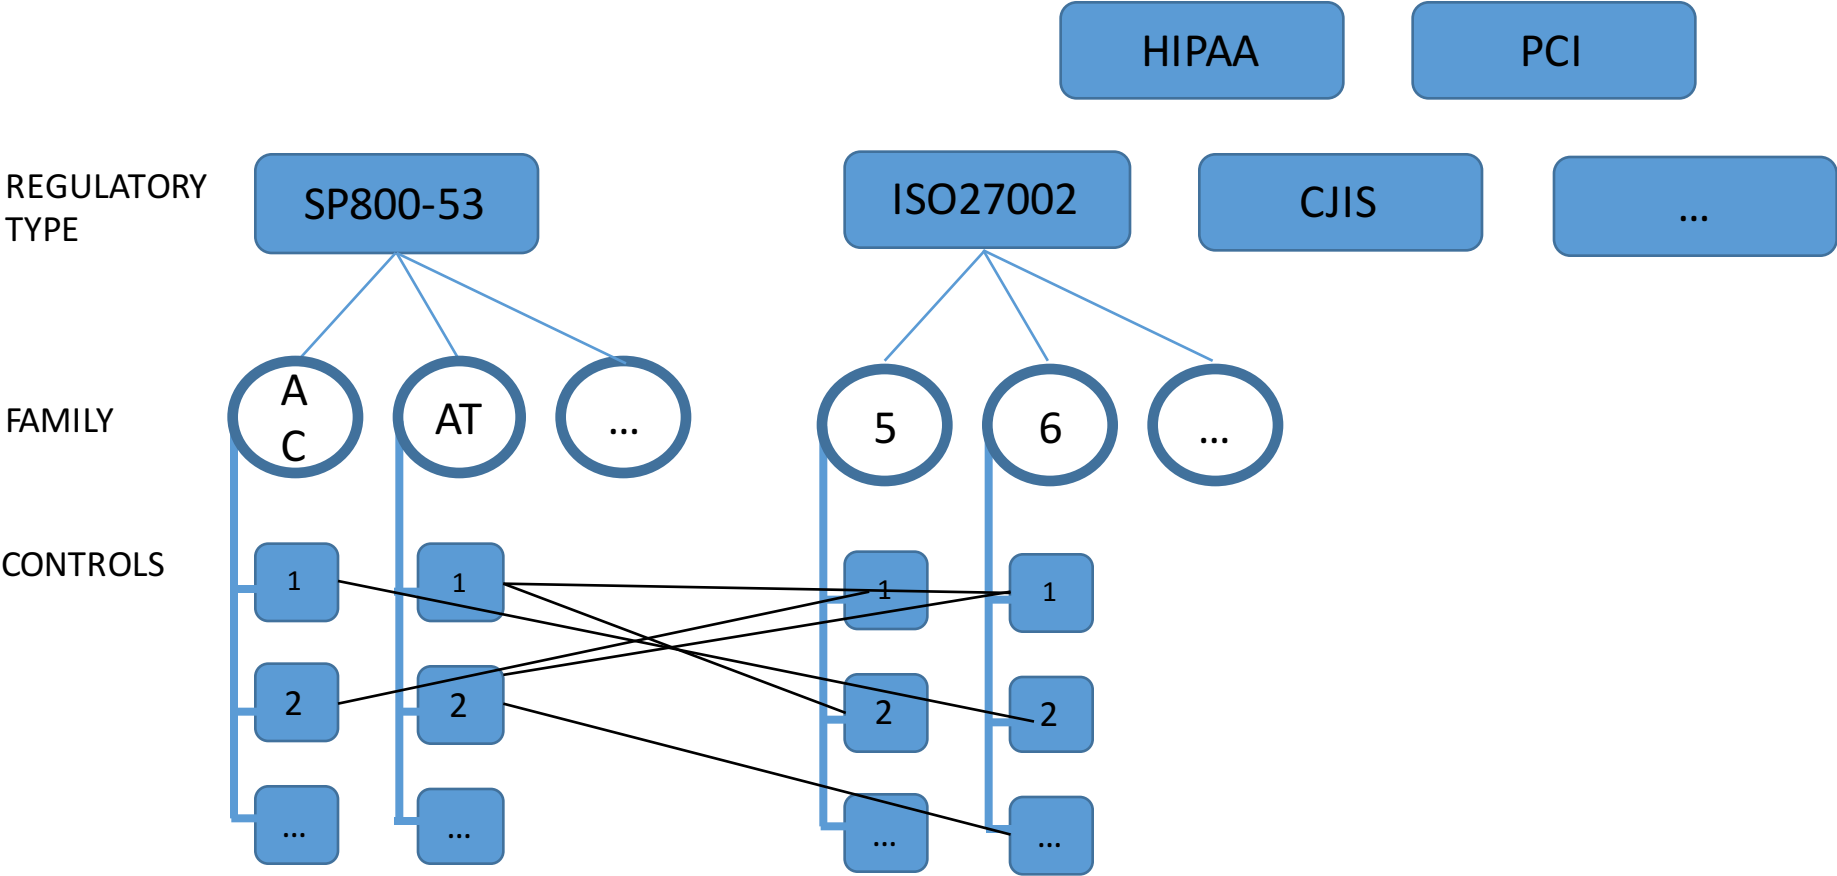 HIPAA
PCI
REGULATORY
TYPE
SP800-53
ISO27002
CJIS
...
FAMILY
A
C
AT
...
5
6
...
CONTROLS
1
1
1
1
2
2
2
2
...
...
...
...